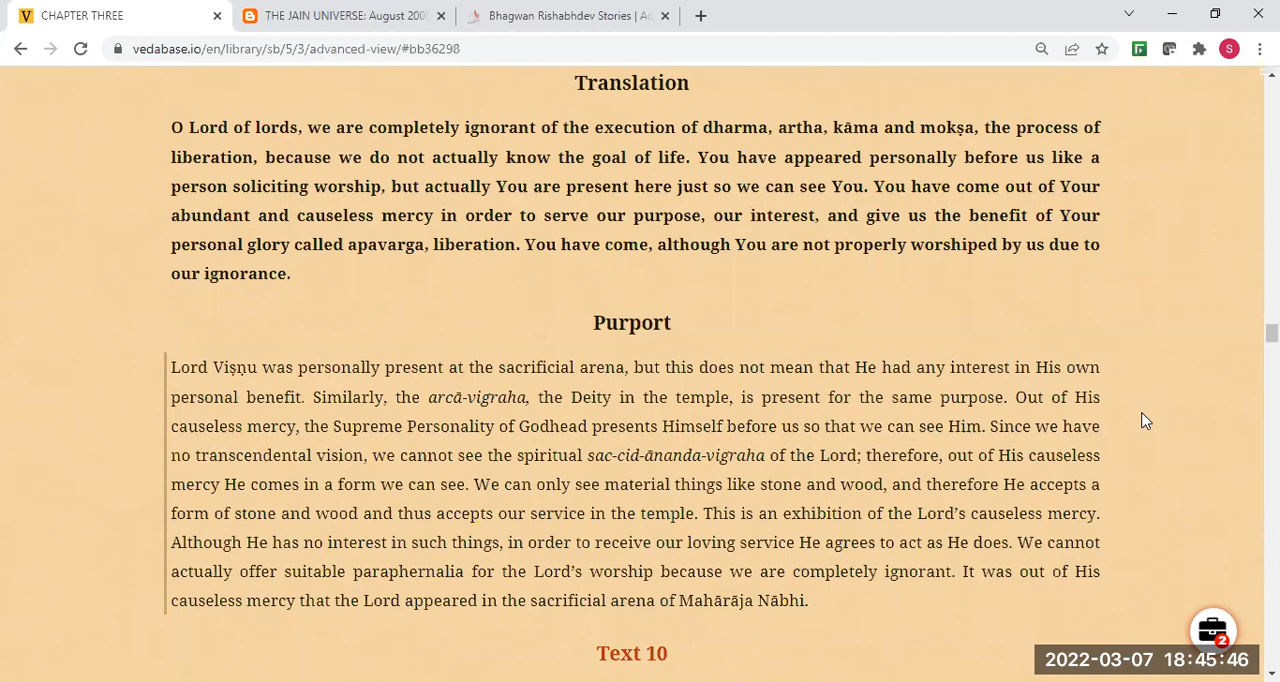 CHAPTER THREE
THE JAIN UNIVERSE: August 2009
Bhagwan Rishabhdev Stories | Ad
vedabase.io/en/library/sb/5/3/advanced-view/#bb36298
S
Translation
O Lord of lords, we are completely ignorant of the execution of dharma, artha, kāma and mokṣa, the process of
liberation, because we do not actually know the goal of life. You have appeared personally before us like a
person soliciting worship, but actually You are present here just so we can see You. You have come out of Your
abundant and causeless mercy in order to serve our purpose, our interest, and give us the benefit of Your
personal glory called apavarga, liberation. You have come, although You are not properly worshiped by us due to
our ignorance.
Purport
Lord Viṣṇu was personally present at the sacrificial arena, but this does not mean that He had any interest in His own
personal benefit. Similarly, the arcā-vigraha, the Deity in the temple, is present for the same purpose. Out of His
causeless mercy, the Supreme Personality of Godhead presents Himself before us so that we can see Him. Since we have
no transcendental vision, we cannot see the spiritual sac-cid-ānanda-vigraha of the Lord; therefore, out of His causeless
mercy He comes in a form we can see. We can only see material things like stone and wood, and therefore He accepts a
form of stone and wood and thus accepts our service in the temple. This is an exhibition of the Lord's causeless mercy.
Although He has no interest in such things, in order to receive our loving service He agrees to act as He does. We cannot
actually offer suitable paraphernalia for the Lord's worship because we are completely ignorant. It was out of His
causeless mercy that the Lord appeared in the sacrificial arena of Mahārāja Nābhi.
Text 10
2
2022-03-07 18:45:46